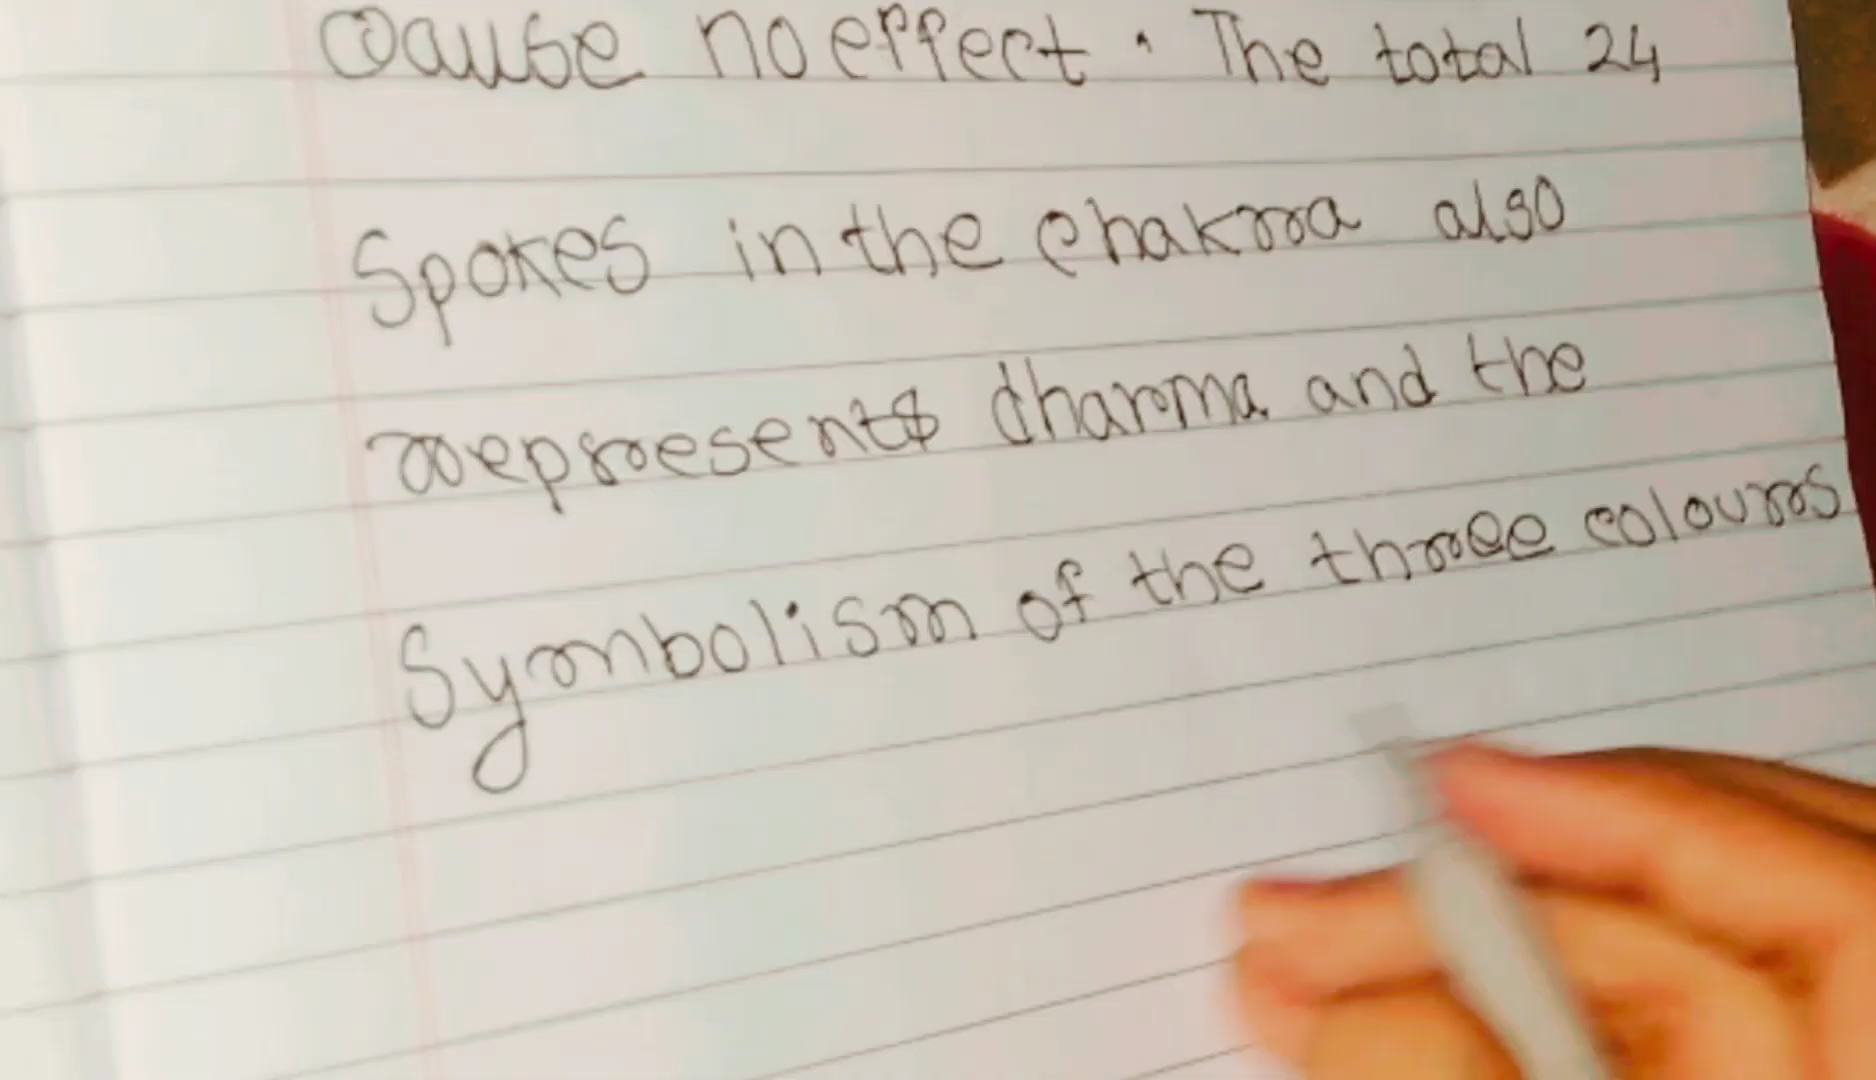 cause no effect. The total 24
Spokes in the chakra also
represents dharma and the
Symbolism of the three colours